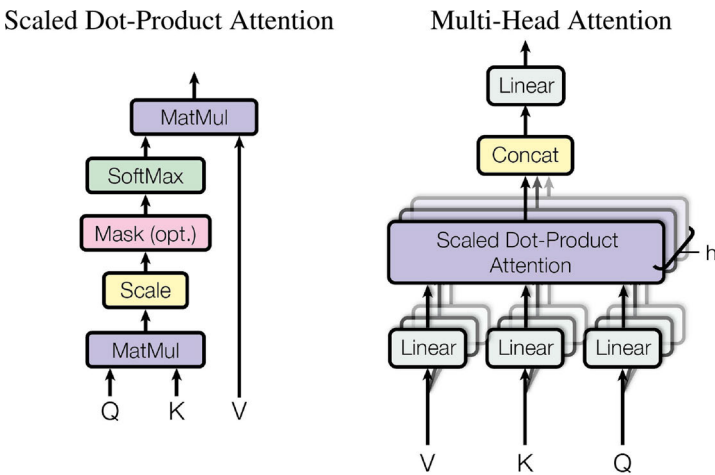 Scaled Dot-Product Attention
MatMul
SoftMax
Mask (opt.)
Scale
MatMul
Q K V
Multi-Head Attention
Linear
Concat
Scaled Dot-Product
Attention
h
Linear Linear Linear
V K Q